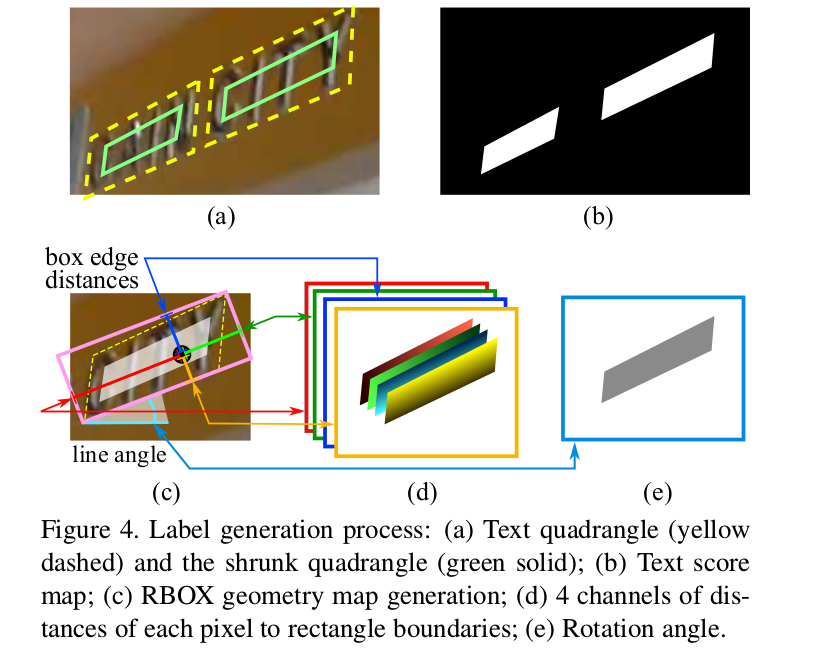 (a)
(b)
box edge
distances
line angle
(c)
(d)
(e)
Figure 4. Label generation process: (a) Text quadrangle (yellow
dashed) and the shrunk quadrangle (green solid); (b) Text score
map; (c) RBOX geometry map generation; (d) 4 channels of dis-
tances of each pixel to rectangle boundaries; (e) Rotation angle.